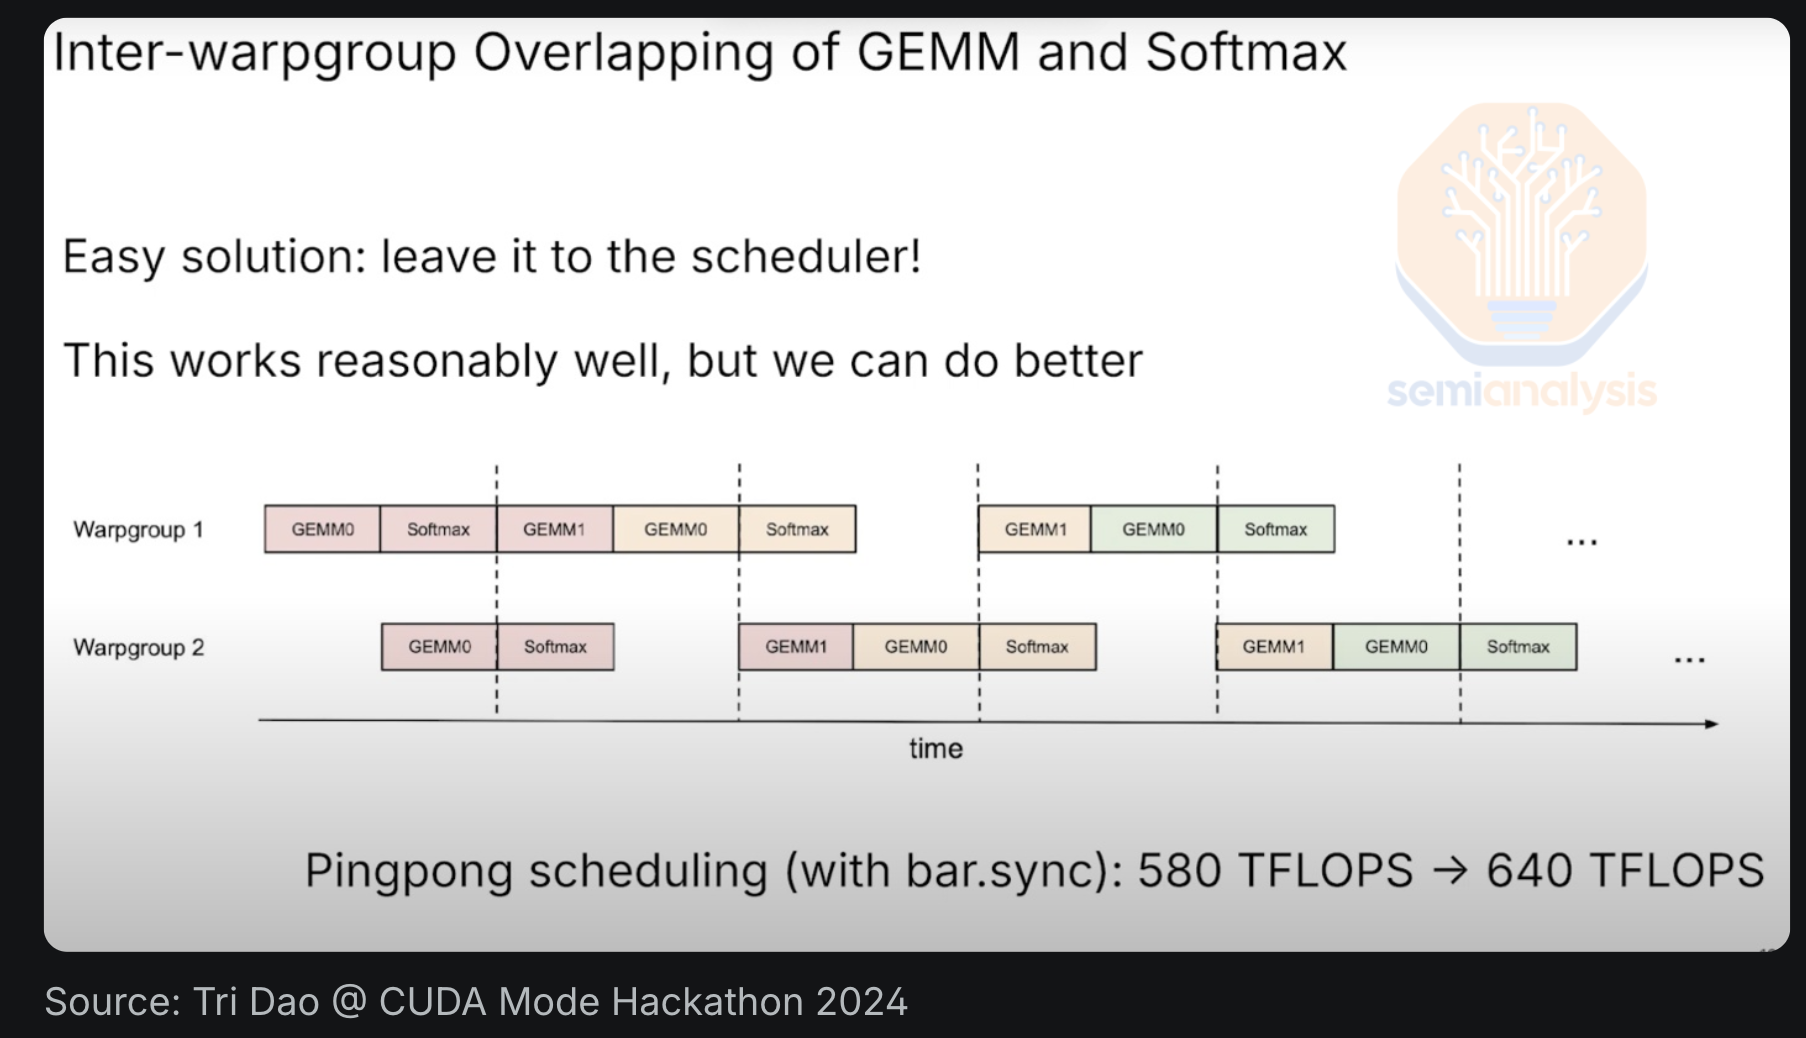 Inter-warpgroup Overlapping of GEMM and Softmax
Easy solution: leave it to the scheduler!
This works reasonably well, but we can do better
semianalysis
Warpgroup 1 GEMM0 Softmax GEMM1 GEMM0 Softmax GEMM1 GEMM0 Softmax ...
Warpgroup 2 GEMM0 Softmax GEMM1 GEMM0 Softmax GEMM1 GEMM0 Softmax ...
time
Pingpong scheduling (with bar.sync): 580 TFLOPS → 640 TFLOPS
Source: Tri Dao @ CUDA Mode Hackathon 2024